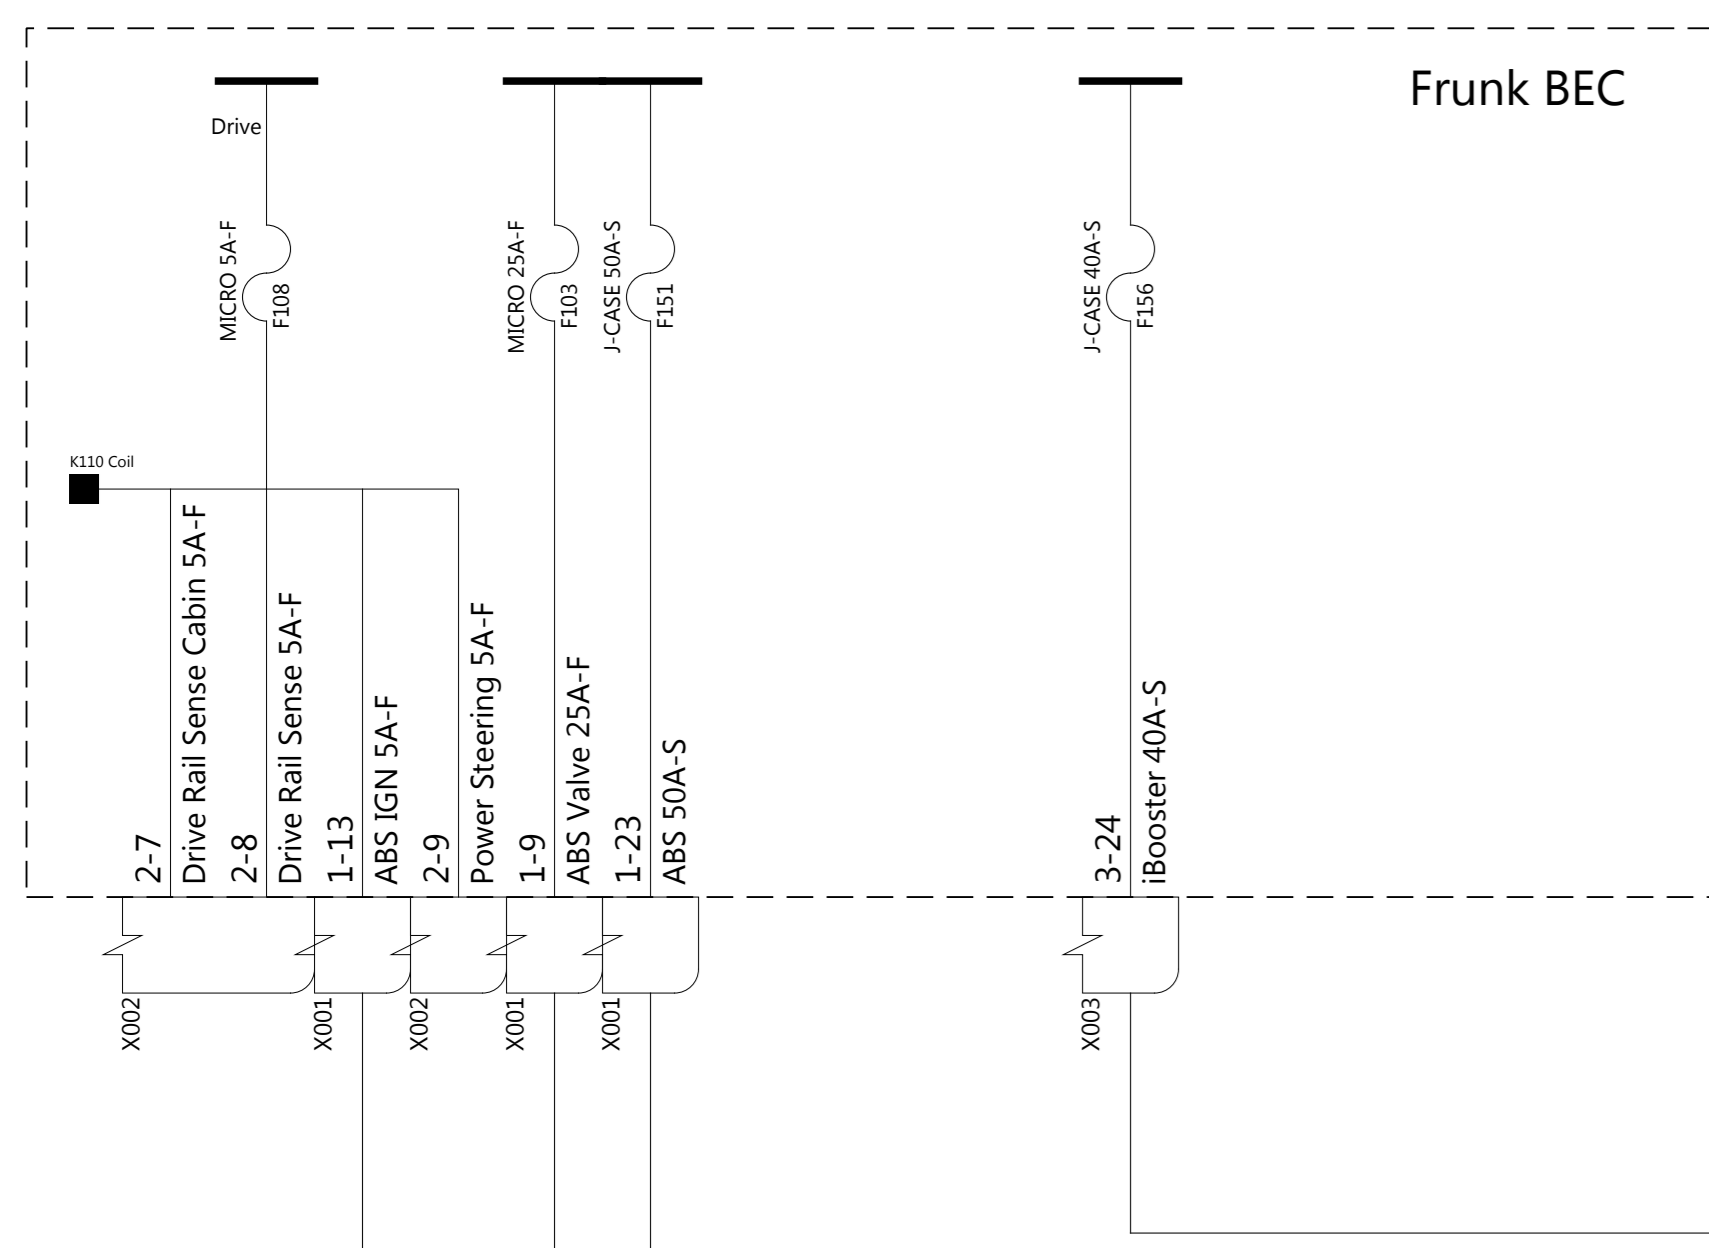 Frunk BEC
Drive
MICRO 5A-F
F108
MICRO 25A-F
F103
J-CASE 50A-S
F151
J-CASE 40A-S
F156
K110 Coil
2-7
Drive Rail Sense Cabin 5A-F
2-8
Drive Rail Sense 5A-F
1-13
ABS IGN 5A-F
2-9
Power Steering 5A-F
1-9
ABS Valve 25A-F
1-23
ABS 50A-S
3-24
iBooster 40A-S
X002
X001
X002
X001
X001
X003